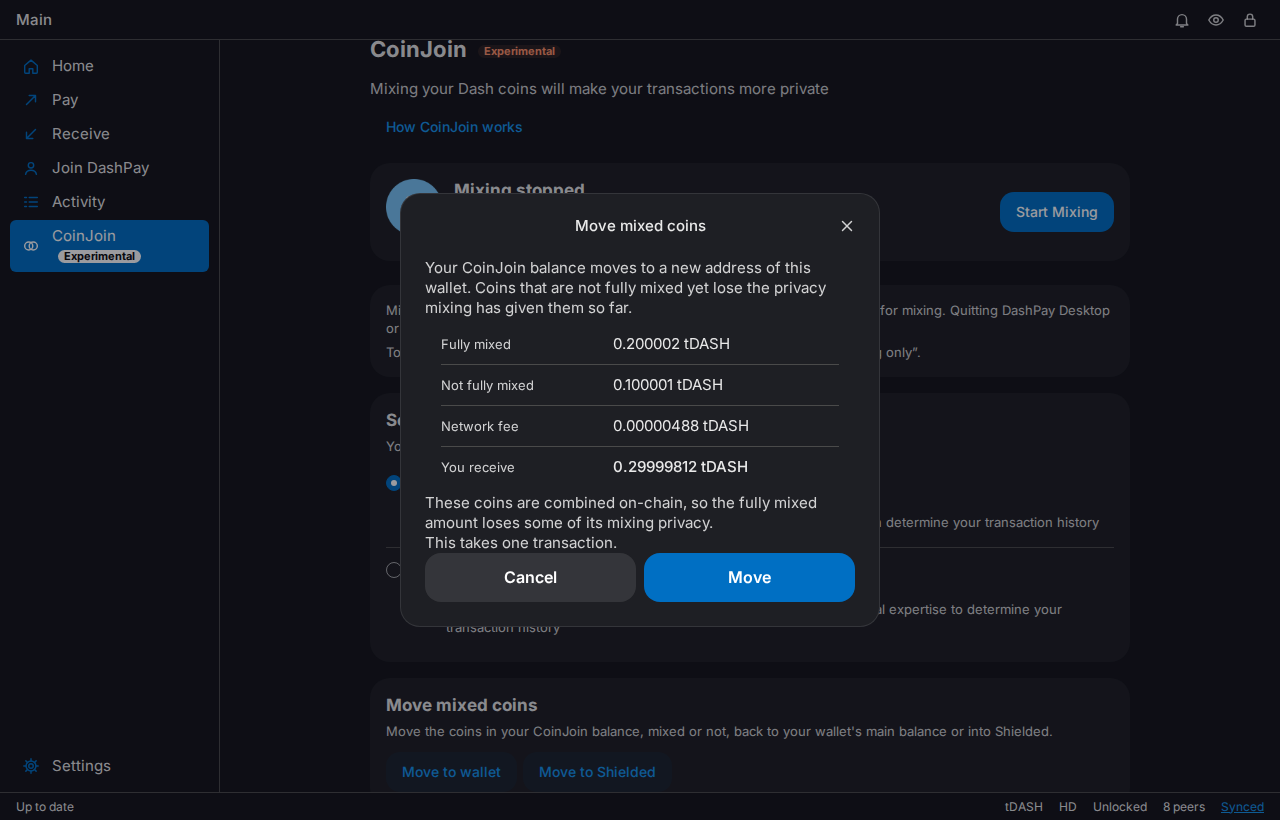 Main
Home
Pay
Receive
Join DashPay
Activity
CoinJoin
Experimental
Settings
CoinJoin Experimental
Mixing your Dash coins will make your transactions more private
How CoinJoin works
Mixing stopped
Start Mixing
for mixing. Quitting DashPay Desktop
or
To
only”.
determine your transaction history
expertise to determine your
transaction history
Move mixed coins
Your CoinJoin balance moves to a new address of this
wallet. Coins that are not fully mixed yet lose the privacy
mixing has given them so far.
Fully mixed 0.200002 tDASH
Not fully mixed 0.100001 tDASH
Network fee 0.00000488 tDASH
You receive 0.29999812 tDASH
These coins are combined on-chain, so the fully mixed
amount loses some of its mixing privacy.
This takes one transaction.
Cancel Move
Move mixed coins
Move the coins in your CoinJoin balance, mixed or not, back to your wallet's main balance or into Shielded.
Move to wallet Move to Shielded
Up to date tDASH HD Unlocked 8 peers Synced